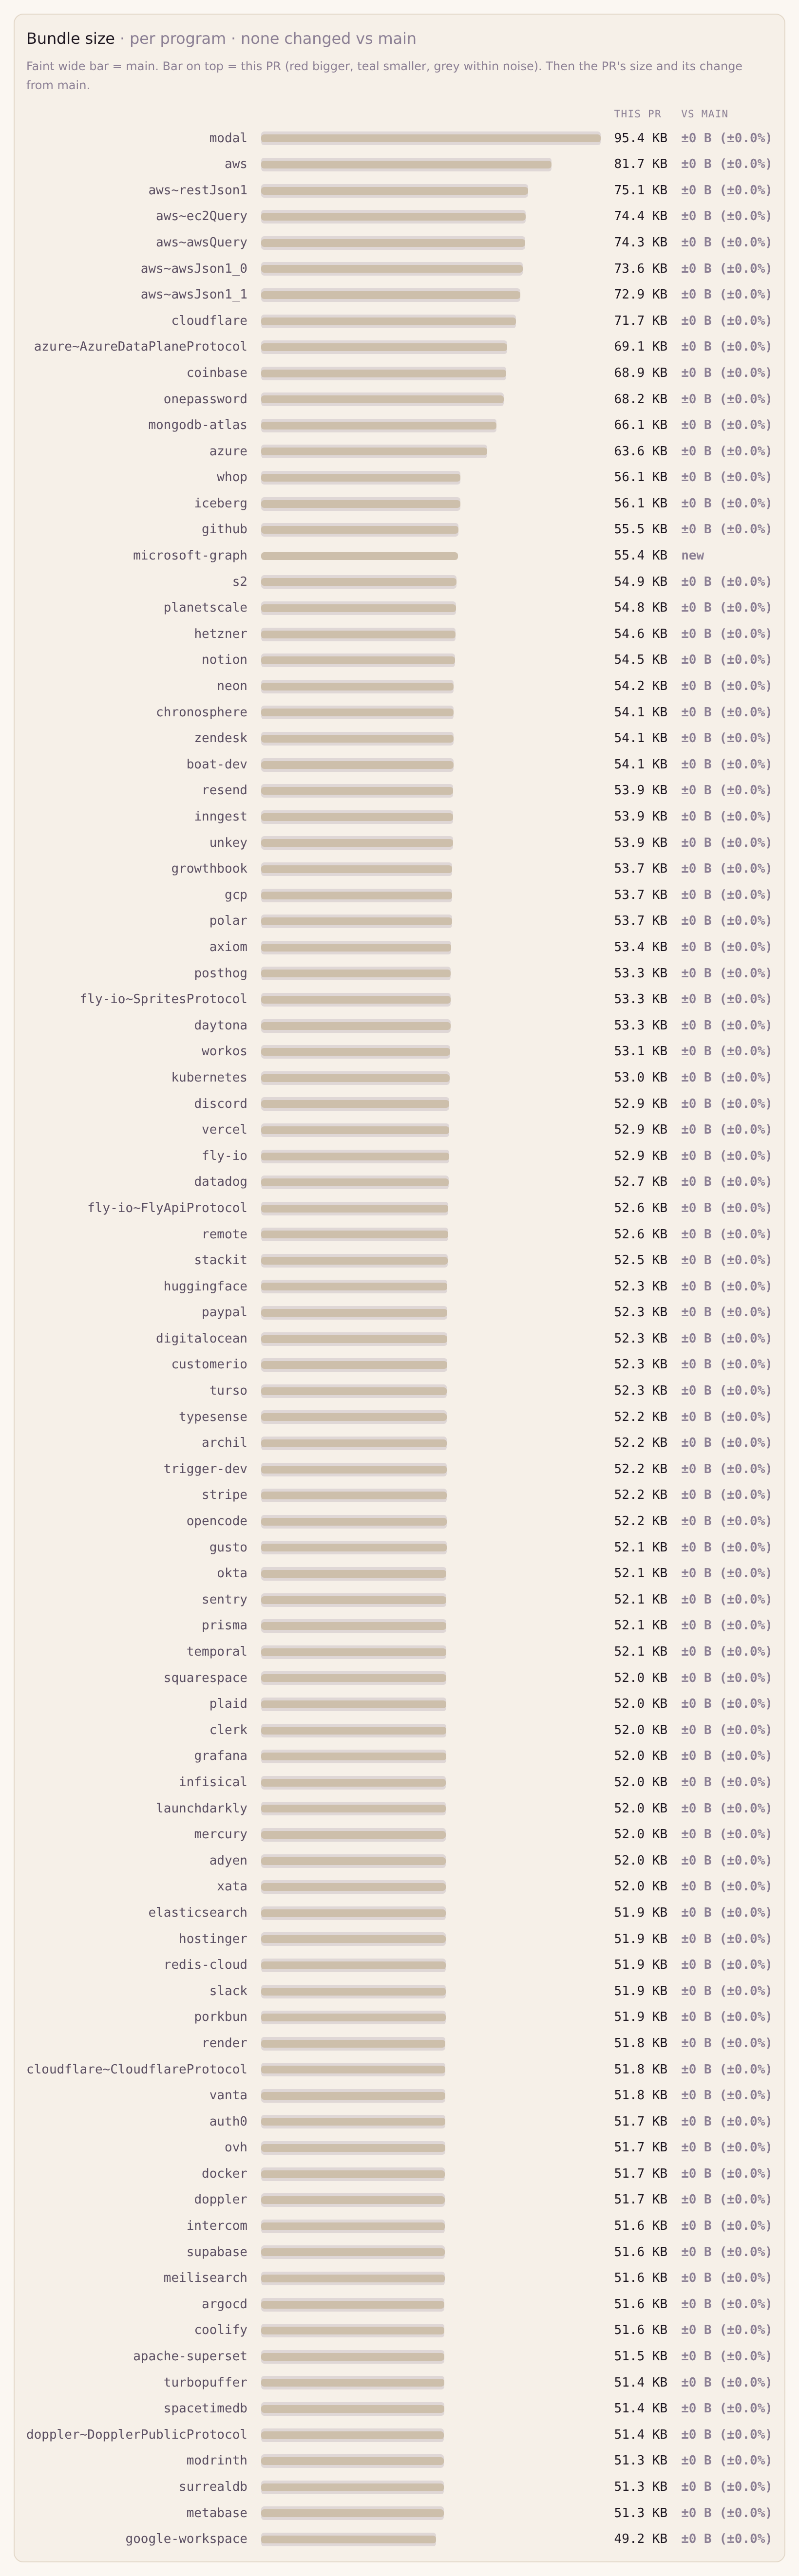 Bundle size · per program · none changed vs main
Faint wide bar = main. Bar on top = this PR (red bigger, teal smaller, grey within noise). Then the PR's size and its change
from main.
THIS PR VS MAIN
modal 95.4 KB ±0 B (±0.0%)
aws 81.7 KB ±0 B (±0.0%)
aws~restJson1 75.1 KB ±0 B (±0.0%)
aws~ec2Query 74.4 KB ±0 B (±0.0%)
aws~awsQuery 74.3 KB ±0 B (±0.0%)
aws~awsJson1_0 73.6 KB ±0 B (±0.0%)
aws~awsJson1_1 72.9 KB ±0 B (±0.0%)
cloudflare 71.7 KB ±0 B (±0.0%)
azure~AzureDataPlaneProtocol 69.1 KB ±0 B (±0.0%)
coinbase 68.9 KB ±0 B (±0.0%)
onepassword 68.2 KB ±0 B (±0.0%)
mongodb-atlas 66.1 KB ±0 B (±0.0%)
azure 63.6 KB ±0 B (±0.0%)
whop 56.1 KB ±0 B (±0.0%)
iceberg 56.1 KB ±0 B (±0.0%)
github 55.5 KB ±0 B (±0.0%)
microsoft-graph 55.4 KB new
s2 54.9 KB ±0 B (±0.0%)
planetscale 54.8 KB ±0 B (±0.0%)
hetzner 54.6 KB ±0 B (±0.0%)
notion 54.5 KB ±0 B (±0.0%)
neon 54.2 KB ±0 B (±0.0%)
chronosphere 54.1 KB ±0 B (±0.0%)
zendesk 54.1 KB ±0 B (±0.0%)
boat-dev 54.1 KB ±0 B (±0.0%)
resend 53.9 KB ±0 B (±0.0%)
inngest 53.9 KB ±0 B (±0.0%)
unkey 53.9 KB ±0 B (±0.0%)
growthbook 53.7 KB ±0 B (±0.0%)
gcp 53.7 KB ±0 B (±0.0%)
polar 53.7 KB ±0 B (±0.0%)
axiom 53.4 KB ±0 B (±0.0%)
posthog 53.3 KB ±0 B (±0.0%)
fly-io~SpritesProtocol 53.3 KB ±0 B (±0.0%)
daytona 53.3 KB ±0 B (±0.0%)
workos 53.1 KB ±0 B (±0.0%)
kubernetes 53.0 KB ±0 B (±0.0%)
discord 52.9 KB ±0 B (±0.0%)
vercel 52.9 KB ±0 B (±0.0%)
fly-io 52.9 KB ±0 B (±0.0%)
datadog 52.7 KB ±0 B (±0.0%)
fly-io~FlyApiProtocol 52.6 KB ±0 B (±0.0%)
remote 52.6 KB ±0 B (±0.0%)
stackit 52.5 KB ±0 B (±0.0%)
huggingface 52.3 KB ±0 B (±0.0%)
paypal 52.3 KB ±0 B (±0.0%)
digitalocean 52.3 KB ±0 B (±0.0%)
customerio 52.3 KB ±0 B (±0.0%)
turso 52.3 KB ±0 B (±0.0%)
typesense 52.2 KB ±0 B (±0.0%)
archil 52.2 KB ±0 B (±0.0%)
trigger-dev 52.2 KB ±0 B (±0.0%)
stripe 52.2 KB ±0 B (±0.0%)
opencode 52.2 KB ±0 B (±0.0%)
gusto 52.1 KB ±0 B (±0.0%)
okta 52.1 KB ±0 B (±0.0%)
sentry 52.1 KB ±0 B (±0.0%)
prisma 52.1 KB ±0 B (±0.0%)
temporal 52.1 KB ±0 B (±0.0%)
squarespace 52.0 KB ±0 B (±0.0%)
plaid 52.0 KB ±0 B (±0.0%)
clerk 52.0 KB ±0 B (±0.0%)
grafana 52.0 KB ±0 B (±0.0%)
infisical 52.0 KB ±0 B (±0.0%)
launchdarkly 52.0 KB ±0 B (±0.0%)
mercury 52.0 KB ±0 B (±0.0%)
adyen 52.0 KB ±0 B (±0.0%)
xata 52.0 KB ±0 B (±0.0%)
elasticsearch 51.9 KB ±0 B (±0.0%)
hostinger 51.9 KB ±0 B (±0.0%)
redis-cloud 51.9 KB ±0 B (±0.0%)
slack 51.9 KB ±0 B (±0.0%)
porkbun 51.9 KB ±0 B (±0.0%)
render 51.8 KB ±0 B (±0.0%)
cloudflare~CloudflareProtocol 51.8 KB ±0 B (±0.0%)
vanta 51.8 KB ±0 B (±0.0%)
auth0 51.7 KB ±0 B (±0.0%)
ovh 51.7 KB ±0 B (±0.0%)
docker 51.7 KB ±0 B (±0.0%)
doppler 51.7 KB ±0 B (±0.0%)
intercom 51.6 KB ±0 B (±0.0%)
supabase 51.6 KB ±0 B (±0.0%)
meilisearch 51.6 KB ±0 B (±0.0%)
argocd 51.6 KB ±0 B (±0.0%)
coolify 51.6 KB ±0 B (±0.0%)
apache-superset 51.5 KB ±0 B (±0.0%)
turbopuffer 51.4 KB ±0 B (±0.0%)
spacetimedb 51.4 KB ±0 B (±0.0%)
doppler~DopplerPublicProtocol 51.4 KB ±0 B (±0.0%)
modrinth 51.3 KB ±0 B (±0.0%)
surrealdb 51.3 KB ±0 B (±0.0%)
metabase 51.3 KB ±0 B (±0.0%)
google-workspace 49.2 KB ±0 B (±0.0%)